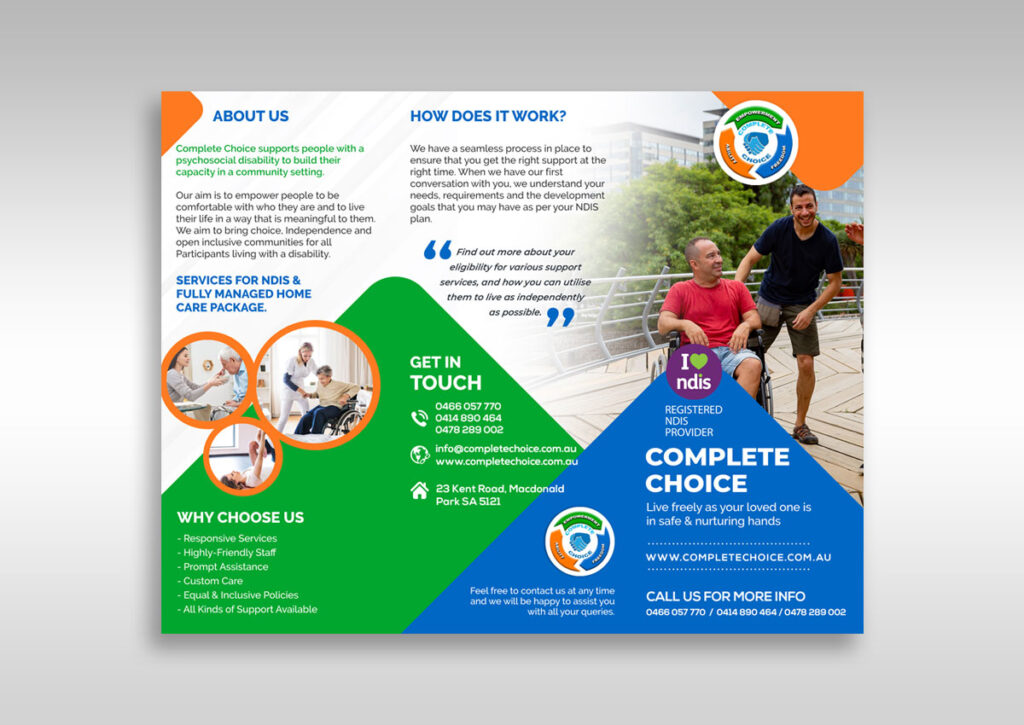 ABOUT US
Complete Choice supports people with a
psychosocial disability to build their
capacity in a community setting.
Our aim is to empower people to be
comfortable with who they are and to live
their life in a way that is meaningful to them.
We aim to bring choice, Independence and
open inclusive communities for all
Participants living with a disability.
SERVICES FOR NDIS &
FULLY MANAGED HOME
CARE PACKAGE.
WHY CHOOSE US
- Responsive Services
- Highly-Friendly Staff
- Prompt Assistance
- Custom Care
- Equal & Inclusive Policies
- All Kinds of Support Available
HOW DOES IT WORK?
We have a seamless process in place to
ensure that you get the right support at the
right time. When we have our first
conversation with you, we understand your
needs, requirements and the development
goals that you may have as per your NDIS
plan.
“ Find out more about your
eligibility for various support
services, and how you can utilise
them to live as independently
as possible. ”
GET IN
TOUCH
0466 057 770
0414 890 464
0478 289 002
info@completechoice.com.au
www.completechoice.com.au
23 Kent Road, Macdonald
Park SA 5121
EMPOWERMENT
COMPLETE
CHOICE
ABILITY
FREEDOM
Feel free to contact us at any time
and we will be happy to assist you
with all your queries.
EMPOWERMENT
COMPLETE
CHOICE
ABILITY
FREEDOM
I
ndis
REGISTERED
NDIS
PROVIDER
COMPLETE
CHOICE
Live freely as your loved one is
in safe & nurturing hands
WWW.COMPLETECHOICE.COM.AU
CALL US FOR MORE INFO
0466 057 770 / 0414 890 464 / 0478 289 002